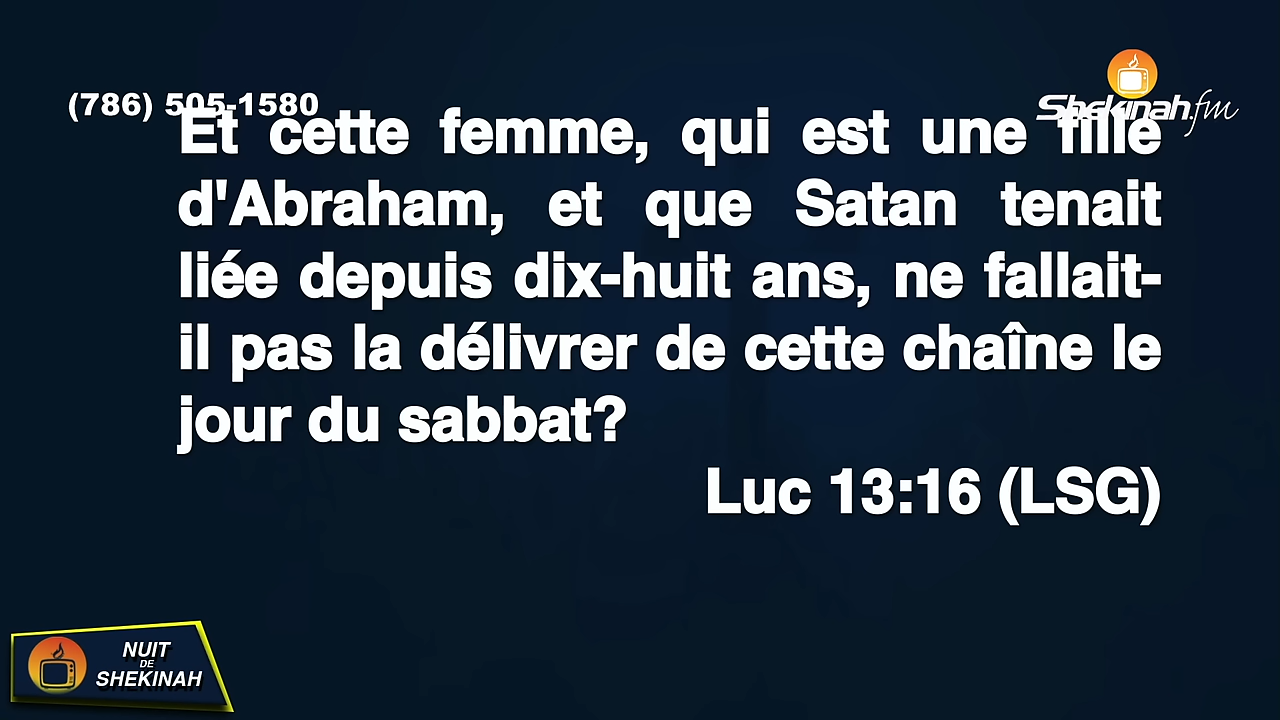 (786) 505-1580
Shekinah.fm
Et cette femme, qui est une fille
d'Abraham, et que Satan tenait
liée depuis dix-huit ans, ne fallait-
il pas la délivrer de cette chaîne le
jour du sabbat?
Luc 13:16 (LSG)
NUIT
DE
SHEKINAH